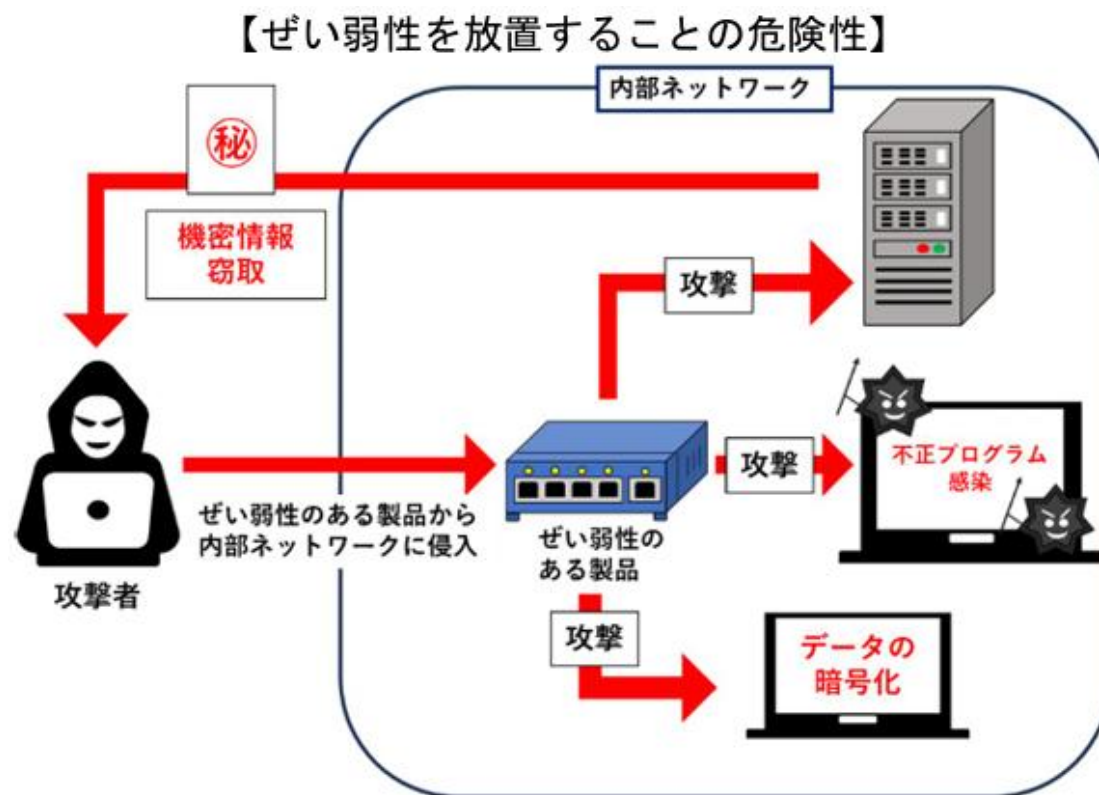 【ぜい弱性を放置することの危険性】
内部ネットワーク
㊙
機密情報
窃取
攻撃
攻撃
不正プログラム
感染
ぜい弱性のある製品から
内部ネットワークに侵入
ぜい弱性の
ある製品
攻撃者
攻撃
データの
暗号化